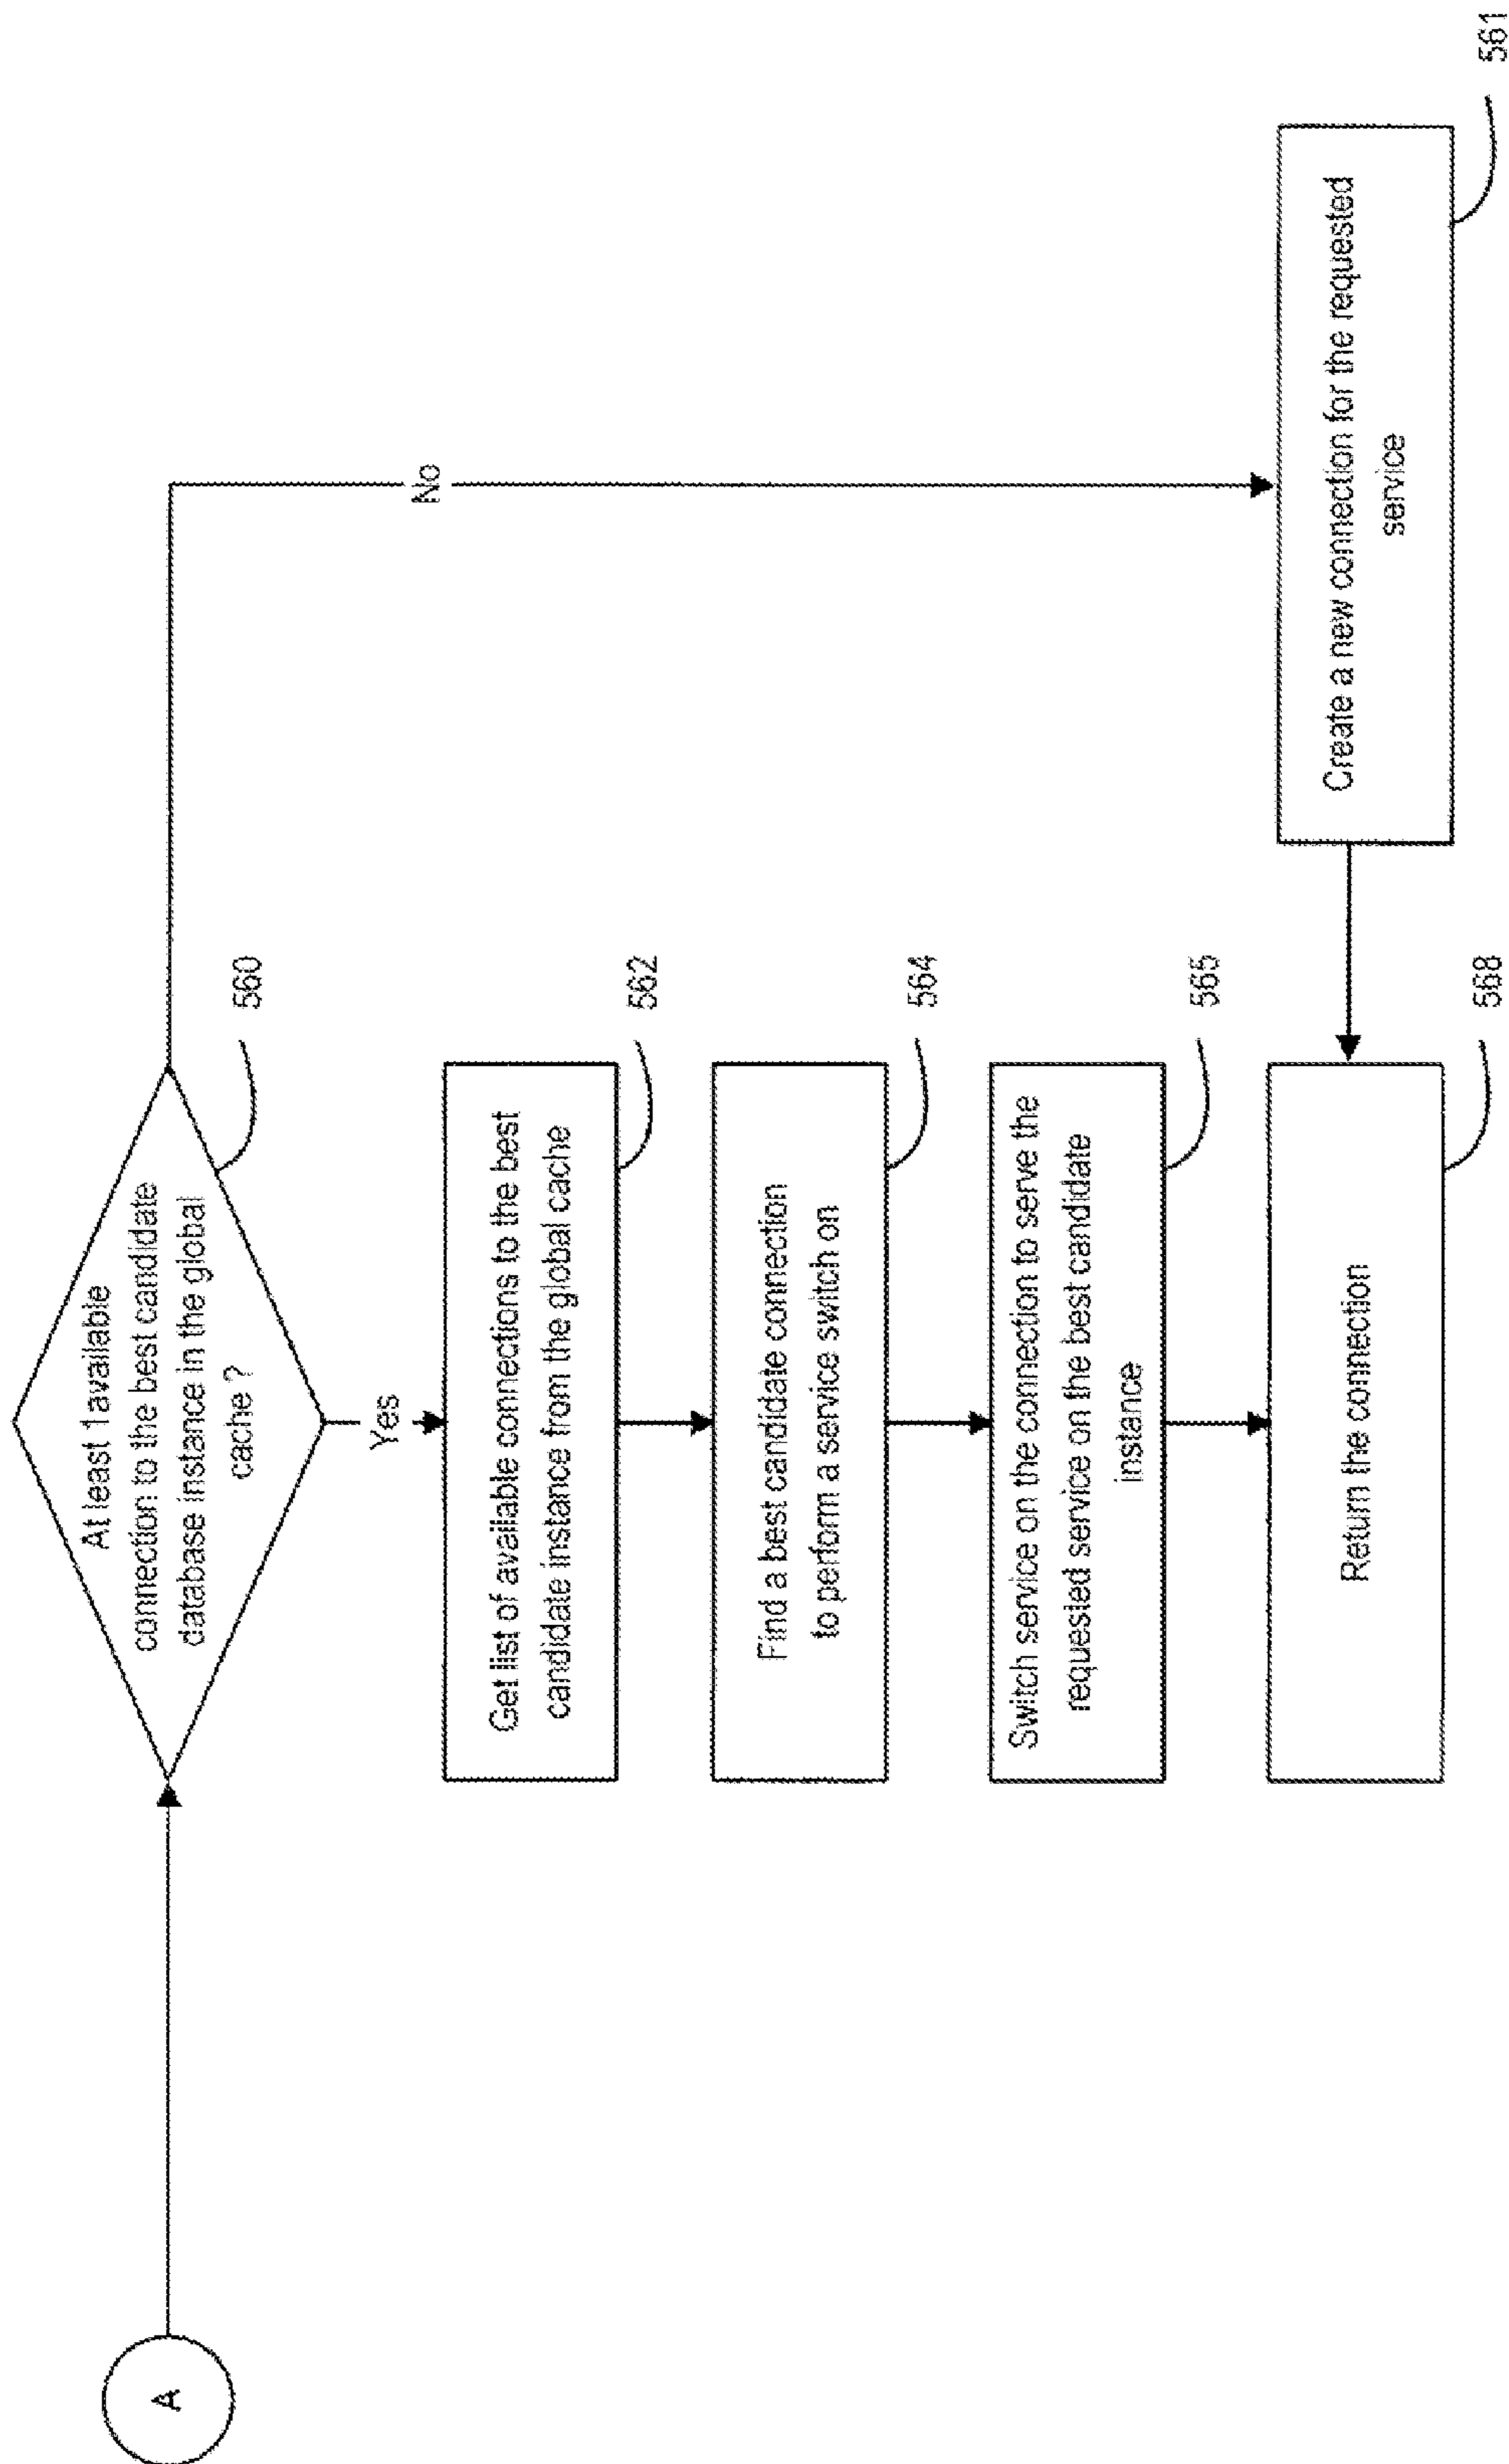 A
At least 1available
connection to the best candidate
database instance in the global
cache ?
560
No
Yes
Get list of available connections to the best
candidate instance from the global cache
562
Find a best candidate connection
to perform a service switch on
564
Switch service on the connection to serve the
requested service on the best candidate
instance
565
Return the connection
568
Create a new connection for the requested
service
561